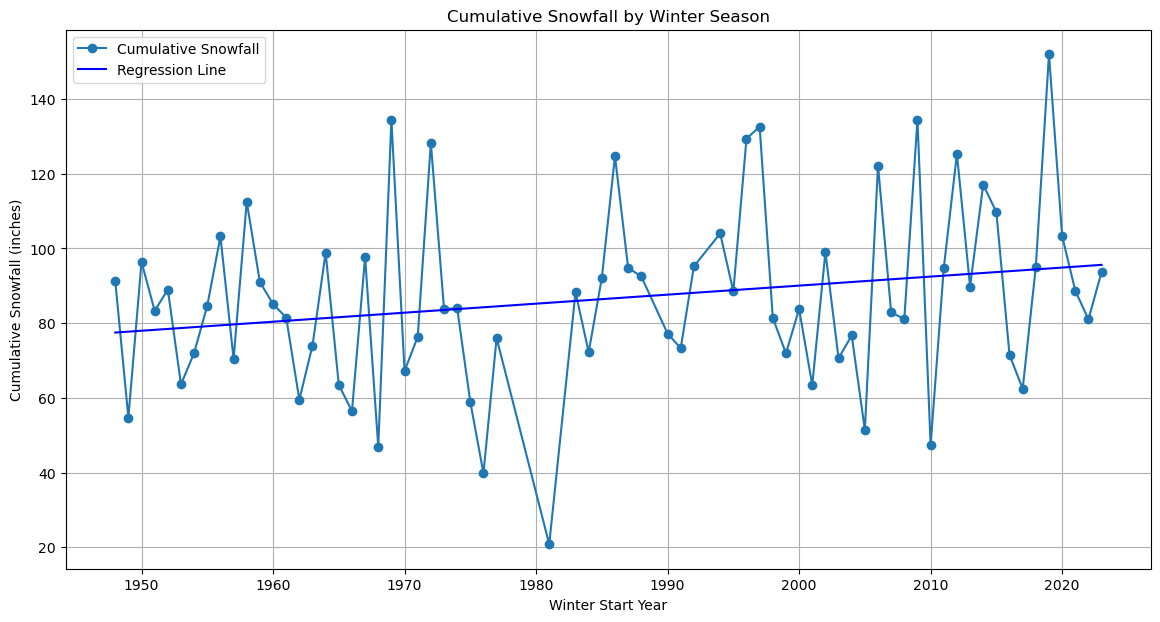 Cumulative Snowfall by Winter Season
Cumulative Snowfall
Regression Line
Cumulative Snowfall (inches)
140
120
100
80
60
40
20
1950 1960 1970 1980 1990 2000 2010 2020
Winter Start Year